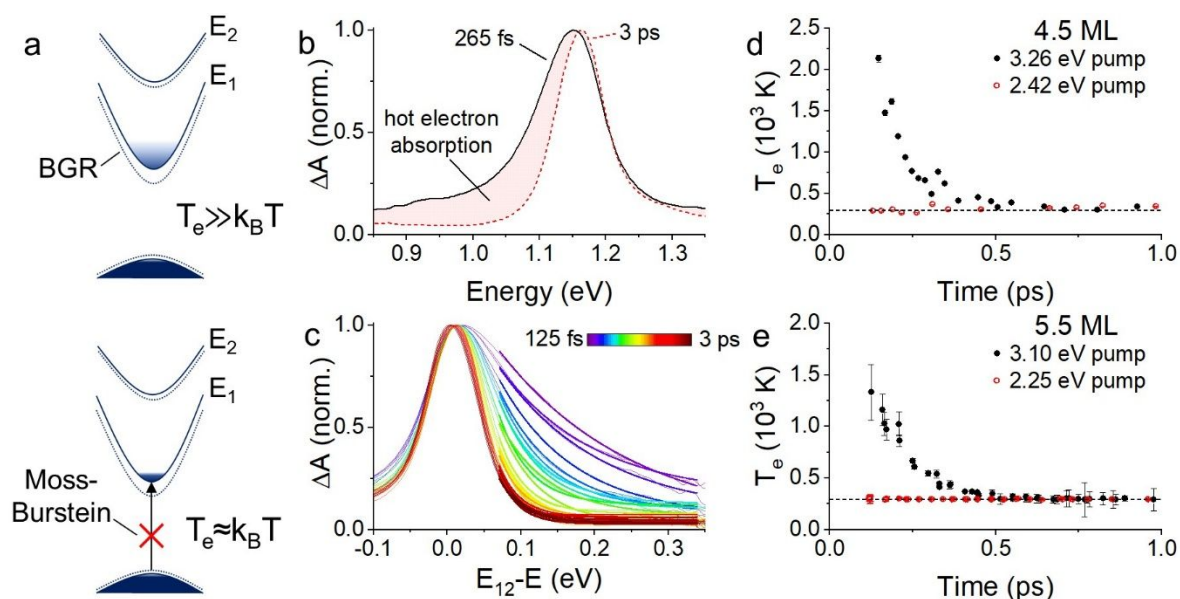 a
E2
E1
BGR
Te≫kBT
E2
E1
Moss-
Burstein
Te≈kBT
b
265 fs
3 ps
hot electron
absorption
ΔA (norm.)
1.0
0.5
0.0
0.9 1.0 1.1 1.2 1.3
Energy (eV)
c
125 fs 3 ps
ΔA (norm.)
1.0
0.5
0.0
-0.1 0.0 0.1 0.2 0.3
E12-E (eV)
d
4.5 ML
3.26 eV pump
2.42 eV pump
Te (10³ K)
2.5
2.0
1.5
1.0
0.5
0.0
0.0 0.5 1.0
Time (ps)
e
5.5 ML
3.10 eV pump
2.25 eV pump
Te (10³ K)
2.0
1.5
1.0
0.5
0.0
0.0 0.5 1.0
Time (ps)